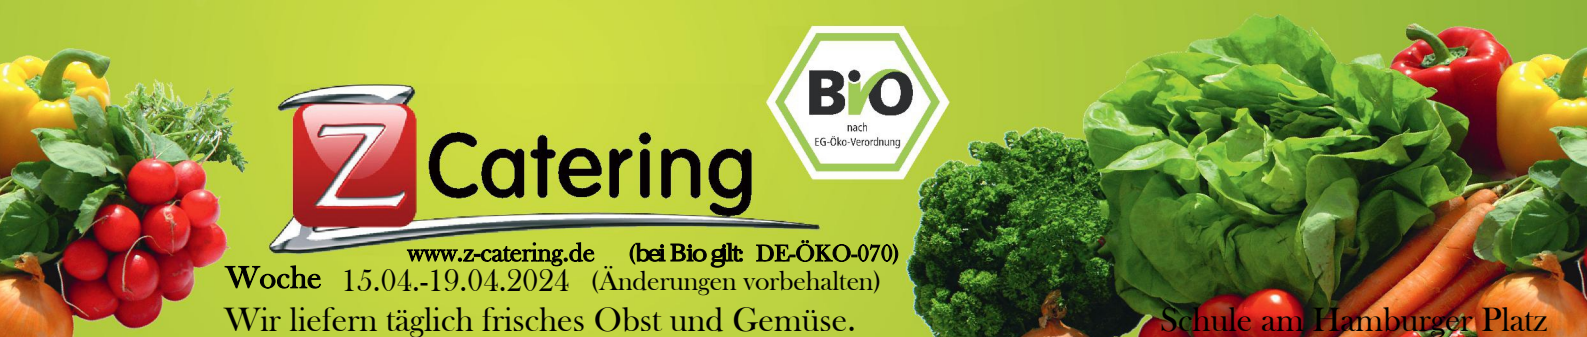 BiO
nach
EG-Öko-Verordnung
Z Catering
www.z-catering.de (bei Bio gilt: DE-ÖKO-070)
Woche 15.04.-19.04.2024 (Änderungen vorbehalten)
Wir liefern täglich frisches Obst und Gemüse.
Schule am Hamburger Platz